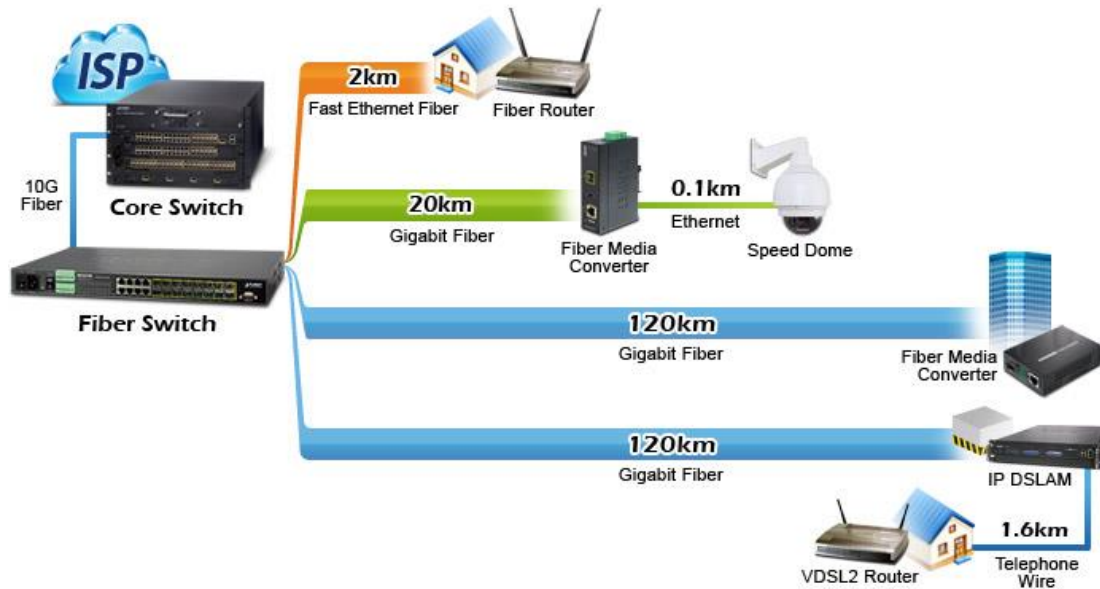 ISP
2km
Fast Ethernet Fiber
Fiber Router
10G
Fiber
Core Switch
20km
Gigabit Fiber
Fiber Media
Converter
0.1km
Ethernet
Speed Dome
Fiber Switch
120km
Gigabit Fiber
Fiber Media
Converter
120km
Gigabit Fiber
IP DSLAM
1.6km
Telephone
Wire
VDSL2 Router